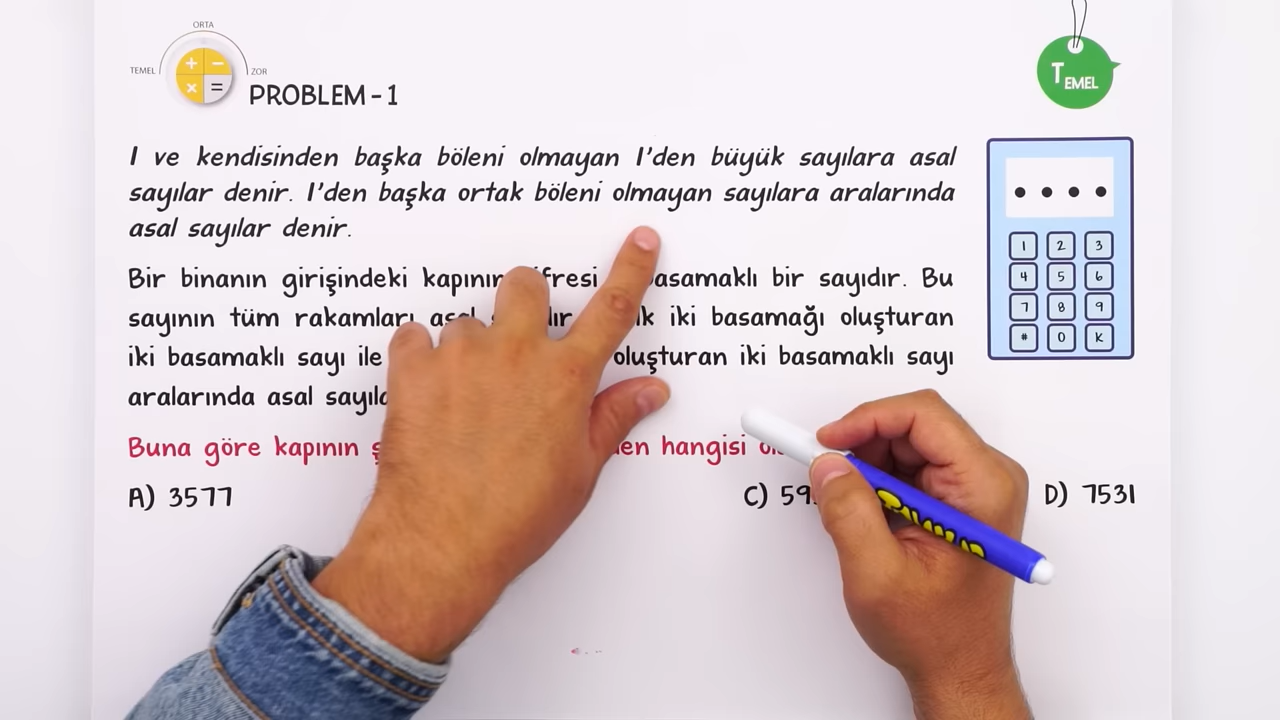 ORTA
TEMEL
ZOR
+ −
× =
PROBLEM - 1
TEMEL
1 ve kendisinden başka böleni olmayan 1'den büyük sayılara asal
sayılar denir. 1'den başka ortak böleni olmayan sayılara aralarında
asal sayılar denir.
Bir binanın girişindeki kapının basamaklı bir sayıdır. Bu
sayının tüm rakamları iki basamağı oluşturan
iki basamaklı sayı ile oluşturan iki basamaklı sayı
aralarında asal
Buna göre kapının hangisi
A) 3577
C) 59
D) 7531
1 2 3
4 5 6
7 8 9
* 0 K